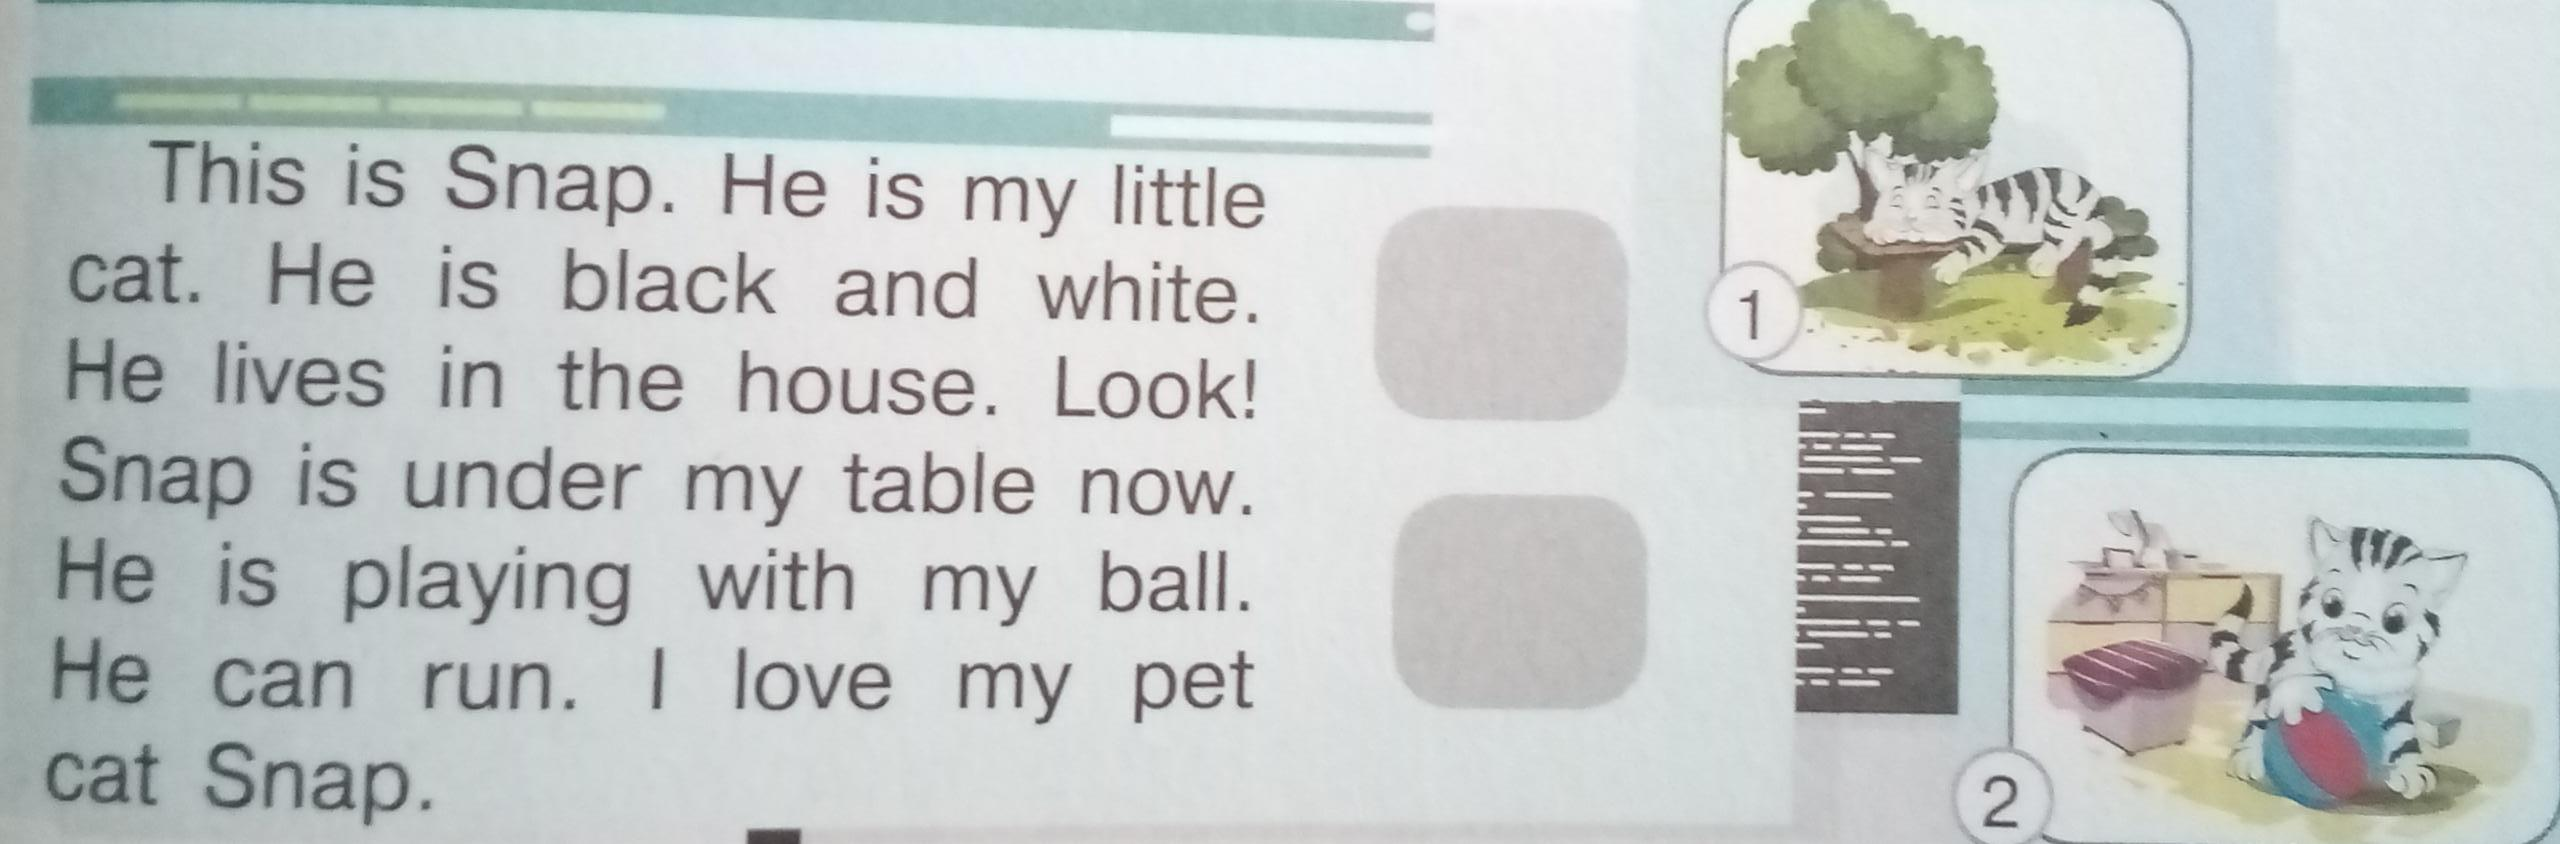 This is Snap. He is my little
cat. He is black and white.
He lives in the house. Look!
Snap is under my table now.
He is playing with my ball.
He can run. I love my pet
cat Snap.
1
2